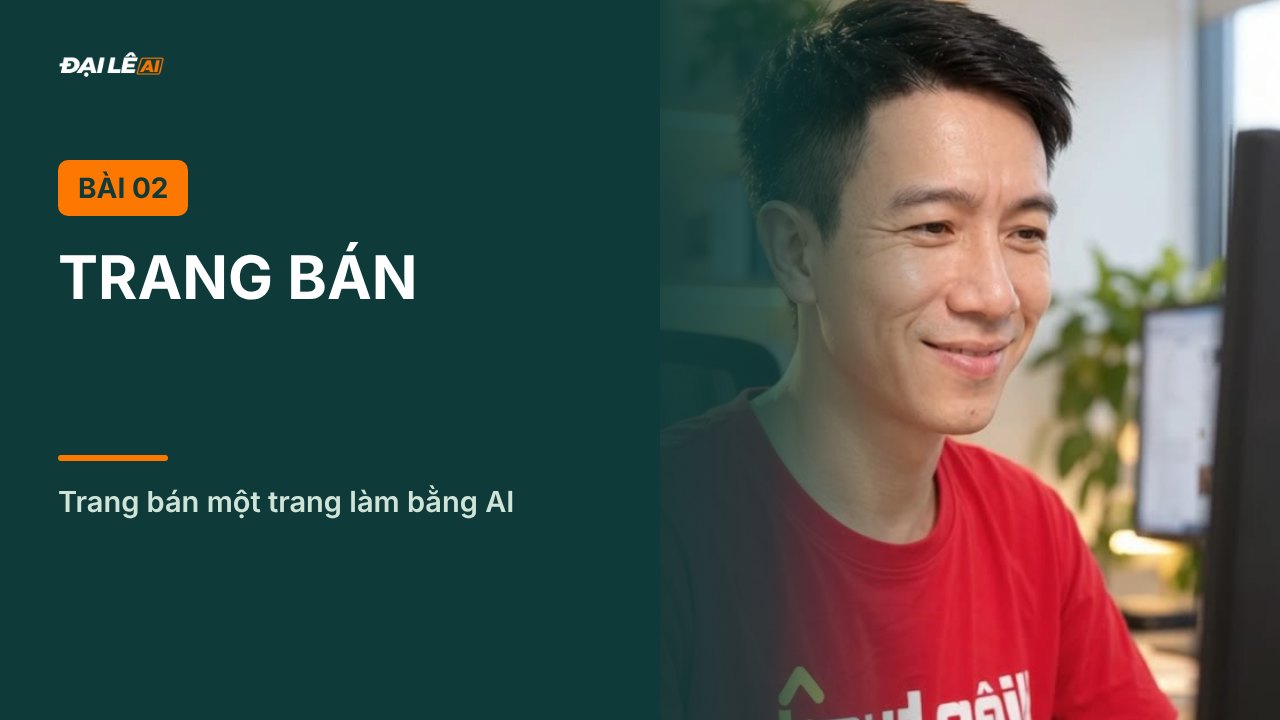 ĐẠI LÊ AI
BÀI 02
TRANG BÁN
Trang bán một trang làm bằng AI